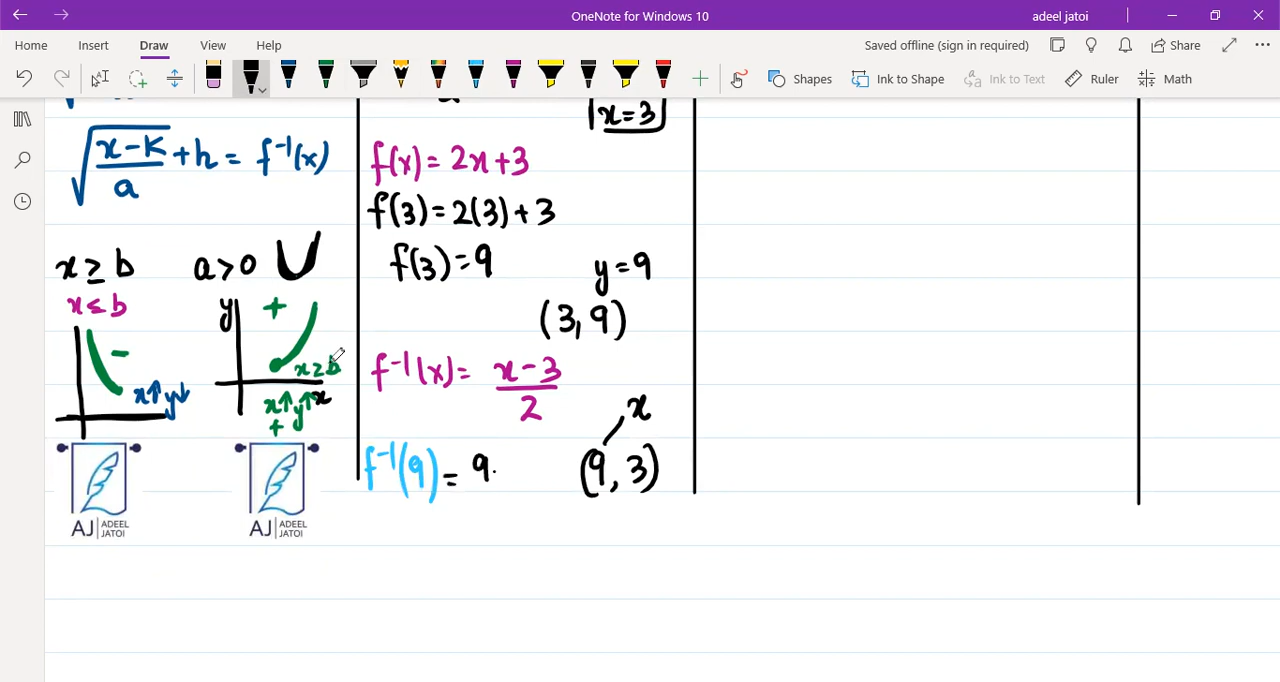 OneNote for Windows 10
adeel jatoi
Home Insert Draw View Help
Saved offline (sign in required)
Share
Shapes
Ink to Shape
Ink to Text
Ruler
Math
√((x-k)/a) + h = f⁻¹(x)
x ≥ b
a > 0
x ≤ b
y
+
-
x ≥ b
x↑ y↓
x↑ y↑
x
+
AJ ADEEL JATOI
AJ ADEEL JATOI
x = 3
f(x) = 2x + 3
f(3) = 2(3) + 3
f(3) = 9
y = 9
(3, 9)
f⁻¹(x) = (x-3)/2
x
f⁻¹(9) = 9
(9, 3)